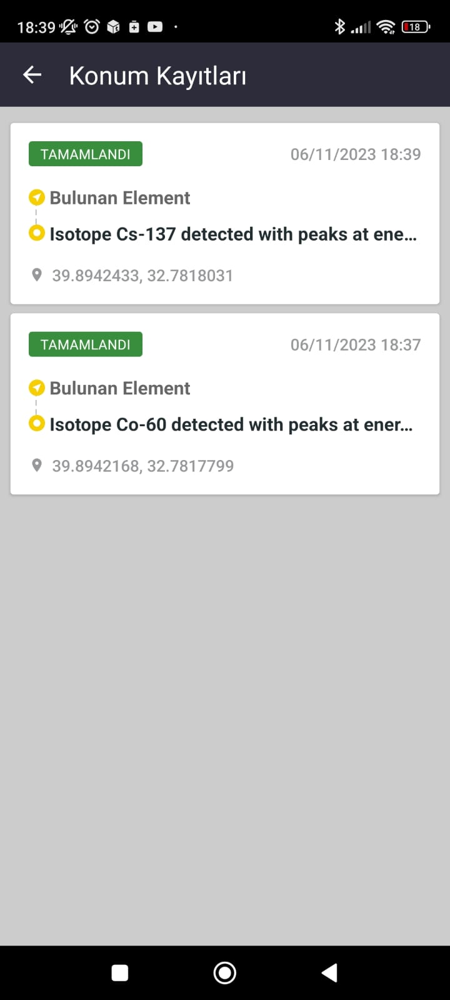 18:39
18
Konum Kayıtları
TAMAMLANDI 06/11/2023 18:39
Bulunan Element
Isotope Cs-137 detected with peaks at ene...
39.8942433, 32.7818031
TAMAMLANDI 06/11/2023 18:37
Bulunan Element
Isotope Co-60 detected with peaks at ener...
39.8942168, 32.7817799